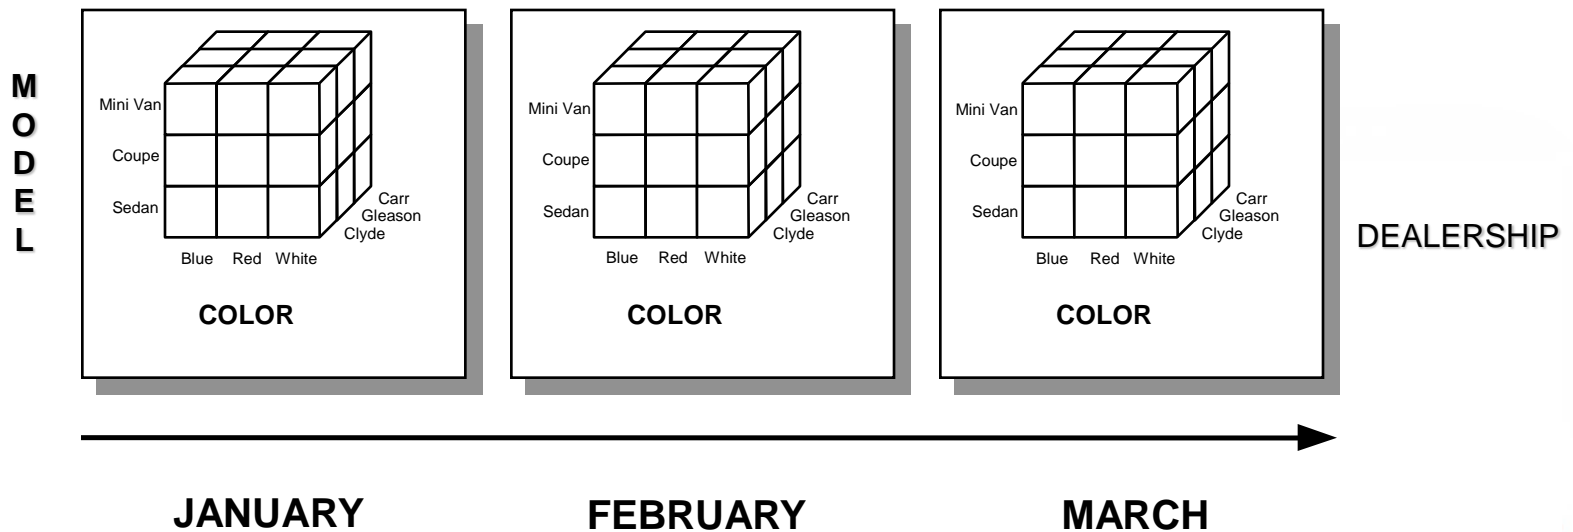 MODEL
Mini Van
Coupe
Sedan
Carr
Gleason
Clyde
Blue Red White
COLOR
Mini Van
Coupe
Sedan
Carr
Gleason
Clyde
Blue Red White
COLOR
Mini Van
Coupe
Sedan
Carr
Gleason
Clyde
Blue Red White
COLOR
DEALERSHIP
JANUARY
FEBRUARY
MARCH